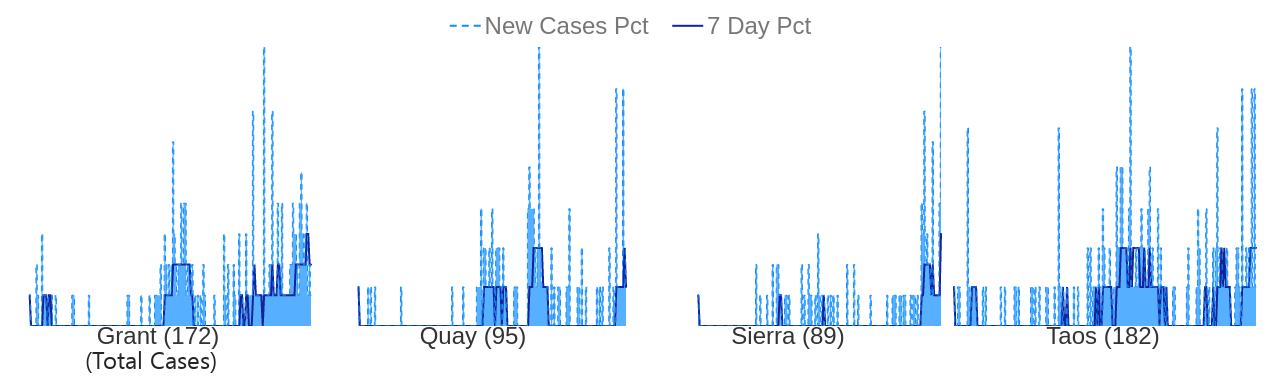 New Cases Pct 7 Day Pct
Grant (172) Quay (95) Sierra (89) Taos (182)
(Total Cases)